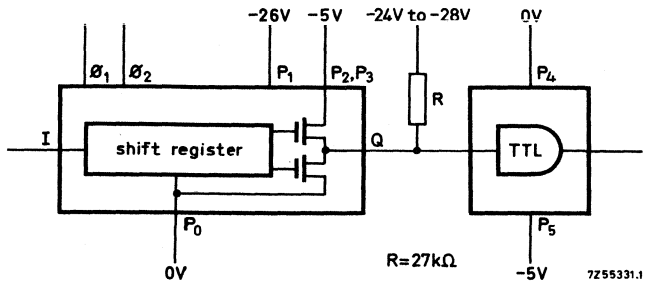 -26V -5V -24V to -28V 0V
Ø1 Ø2 P1 P2,P3 P4
R
I shift register Q TTL
P0 P5
R=27kΩ
0V -5V 7Z55331.1